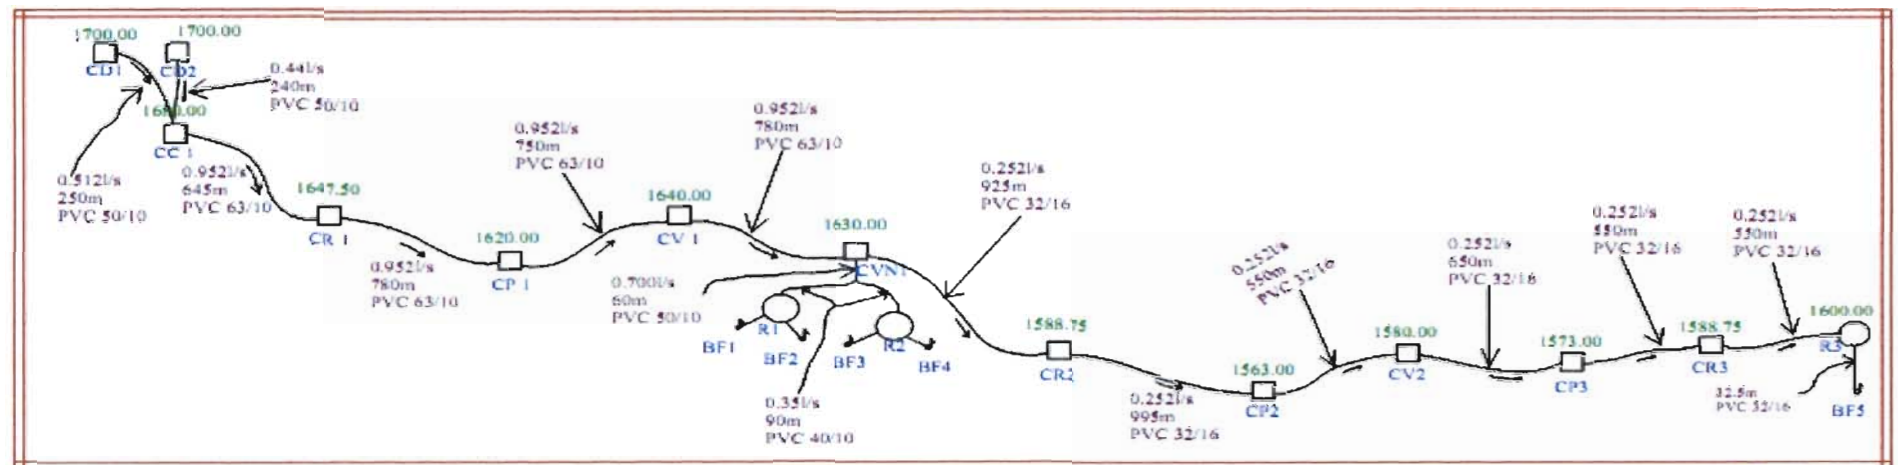 1700.00
1700.00
CD1
CD2
0.44l/s
240m
PVC 50/10
CC 1
0.512l/s
250m
PVC 50/10
0.952l/s
645m
PVC 63/10
1647.50
CR 1
0.952l/s
780m
PVC 63/10
1620.00
CP 1
0.952l/s
750m
PVC 63/10
1640.00
CV 1
0.952l/s
780m
PVC 63/10
1630.00
CVN1
0.700l/s
60m
PVC 50/10
R1
R2
BF1
BF2
BF3
BF4
0.35l/s
90m
PVC 40/10
0.252l/s
925m
PVC 32/16
1588.75
CR2
0.252l/s
995m
PVC 32/16
1563.00
CP2
0.252l/s
550m
PVC 32/16
1580.00
CV2
0.252l/s
650m
PVC 32/16
1573.00
CP3
0.252l/s
550m
PVC 32/16
1588.75
CR3
0.252l/s
550m
PVC 32/16
1600.00
R3
32.5m
PVC 32/16
BF5